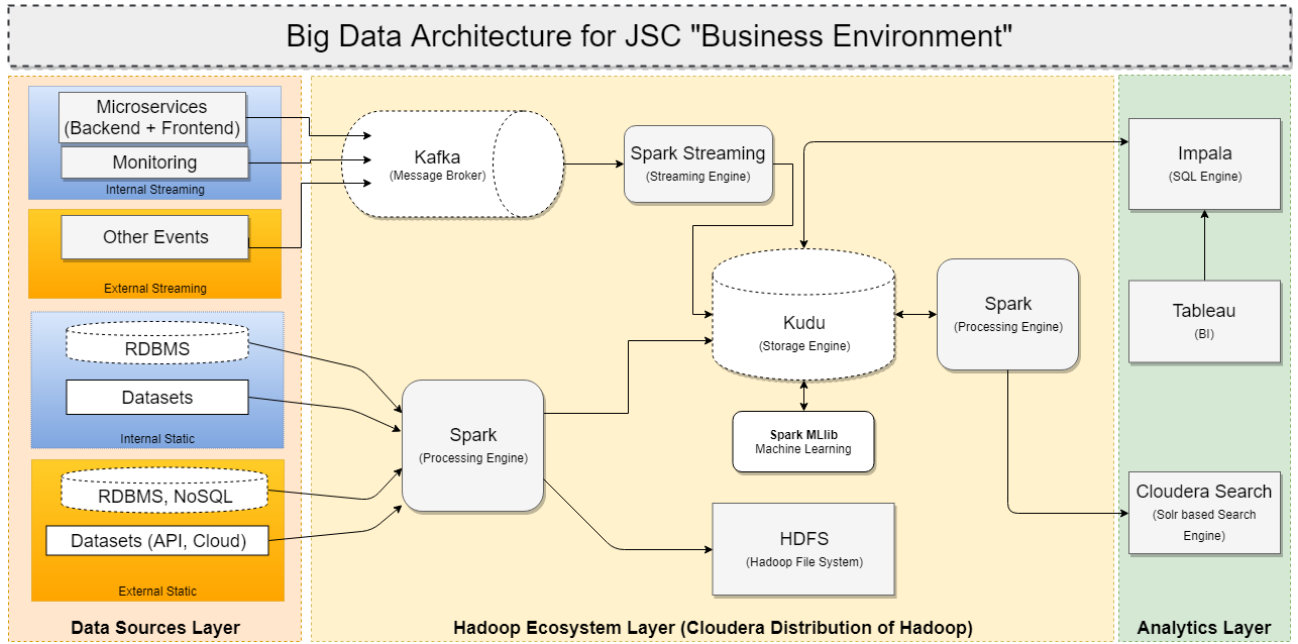 Big Data Architecture for JSC "Business Environment"
Microservices
(Backend + Frontend)
Monitoring
Internal Streaming
Other Events
External Streaming
RDBMS
Datasets
Internal Static
RDBMS, NoSQL
Datasets (API, Cloud)
External Static
Data Sources Layer
Kafka
(Message Broker)
Spark Streaming
(Streaming Engine)
Kudu
(Storage Engine)
Spark
(Processing Engine)
Spark
(Processing Engine)
Spark MLlib
Machine Learning
HDFS
(Hadoop File System)
Hadoop Ecosystem Layer (Cloudera Distribution of Hadoop)
Impala
(SQL Engine)
Tableau
(BI)
Cloudera Search
(Solr based Search
Engine)
Analytics Layer